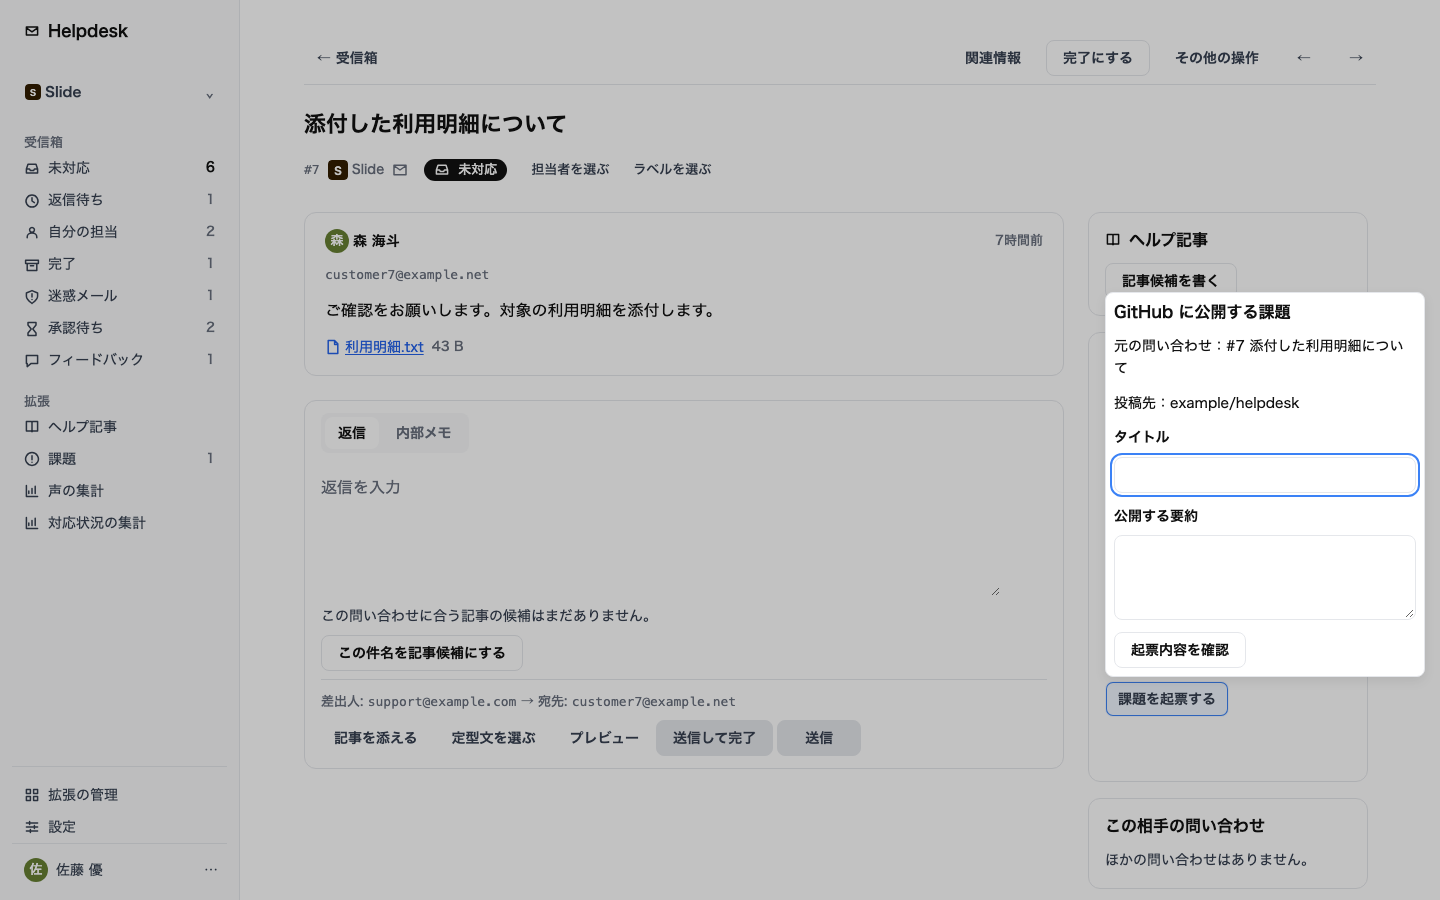 Helpdesk
S Slide
受信箱
未対応 6
返信待ち 1
自分の担当 2
完了 1
迷惑メール 1
承認待ち 2
フィードバック 1
拡張
ヘルプ記事
課題 1
声の集計
対応状況の集計
拡張の管理
設定
佐 佐藤 優 …
← 受信箱
関連情報 完了にする その他の操作 ← →
添付した利用明細について
#7 S Slide 未対応 担当者を選ぶ ラベルを選ぶ
森 森 海斗 7時間前
customer7@example.net
ご確認をお願いします。対象の利用明細を添付します。
利用明細.txt 43 B
返信 内部メモ
返信を入力
この問い合わせに合う記事の候補はまだありません。
この件名を記事候補にする
差出人: support@example.com → 宛先: customer7@example.net
記事を添える 定型文を選ぶ プレビュー 送信して完了 送信
ヘルプ記事
記事候補を書く
GitHub に公開する課題
元の問い合わせ：#7 添付した利用明細につい
て
投稿先：example/helpdesk
タイトル
公開する要約
起票内容を確認
課題を起票する
この相手の問い合わせ
ほかの問い合わせはありません。